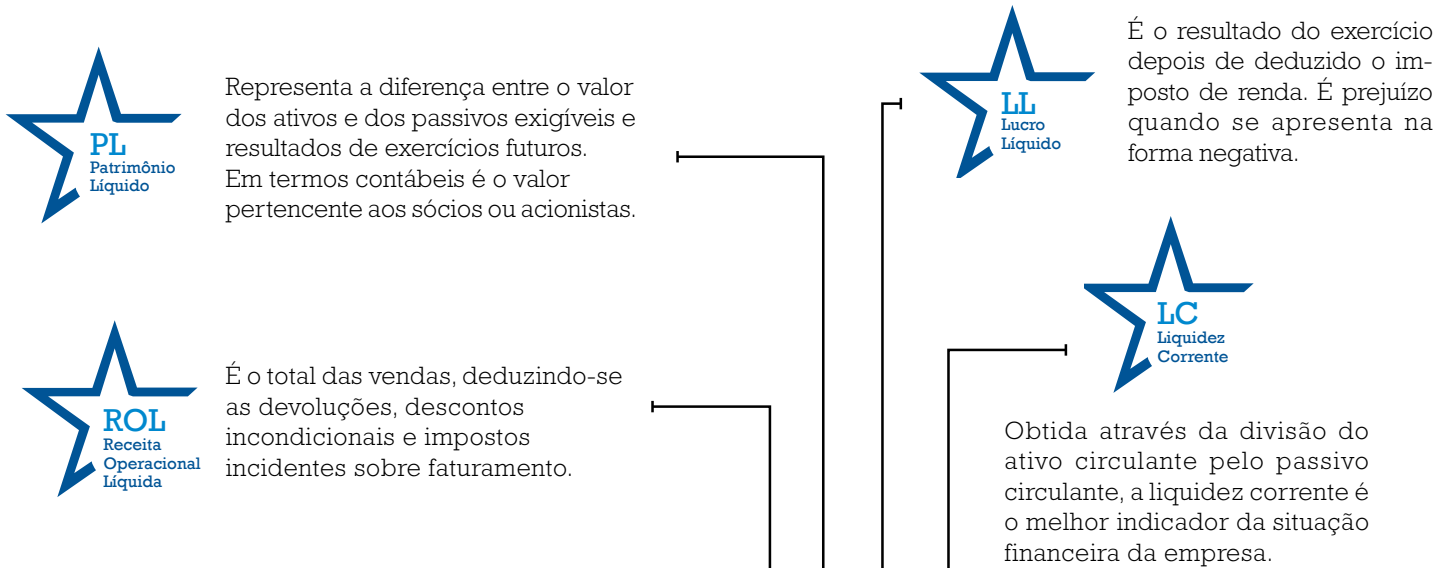 PL
Patrimônio
Líquido
Representa a diferença entre o valor
dos ativos e dos passivos exigíveis e
resultados de exercícios futuros.
Em termos contábeis é o valor
pertencente aos sócios ou acionistas.
ROL
Receita
Operacional
Líquida
É o total das vendas, deduzindo-se
as devoluções, descontos
incondicionais e impostos
incidentes sobre faturamento.
LL
Lucro
Líquido
É o resultado do exercício
depois de deduzido o im-
posto de renda. É prejuízo
quando se apresenta na
forma negativa.
LC
Liquidez
Corrente
Obtida através da divisão do
ativo circulante pelo passivo
circulante, a liquidez corrente é
o melhor indicador da situação
financeira da empresa.